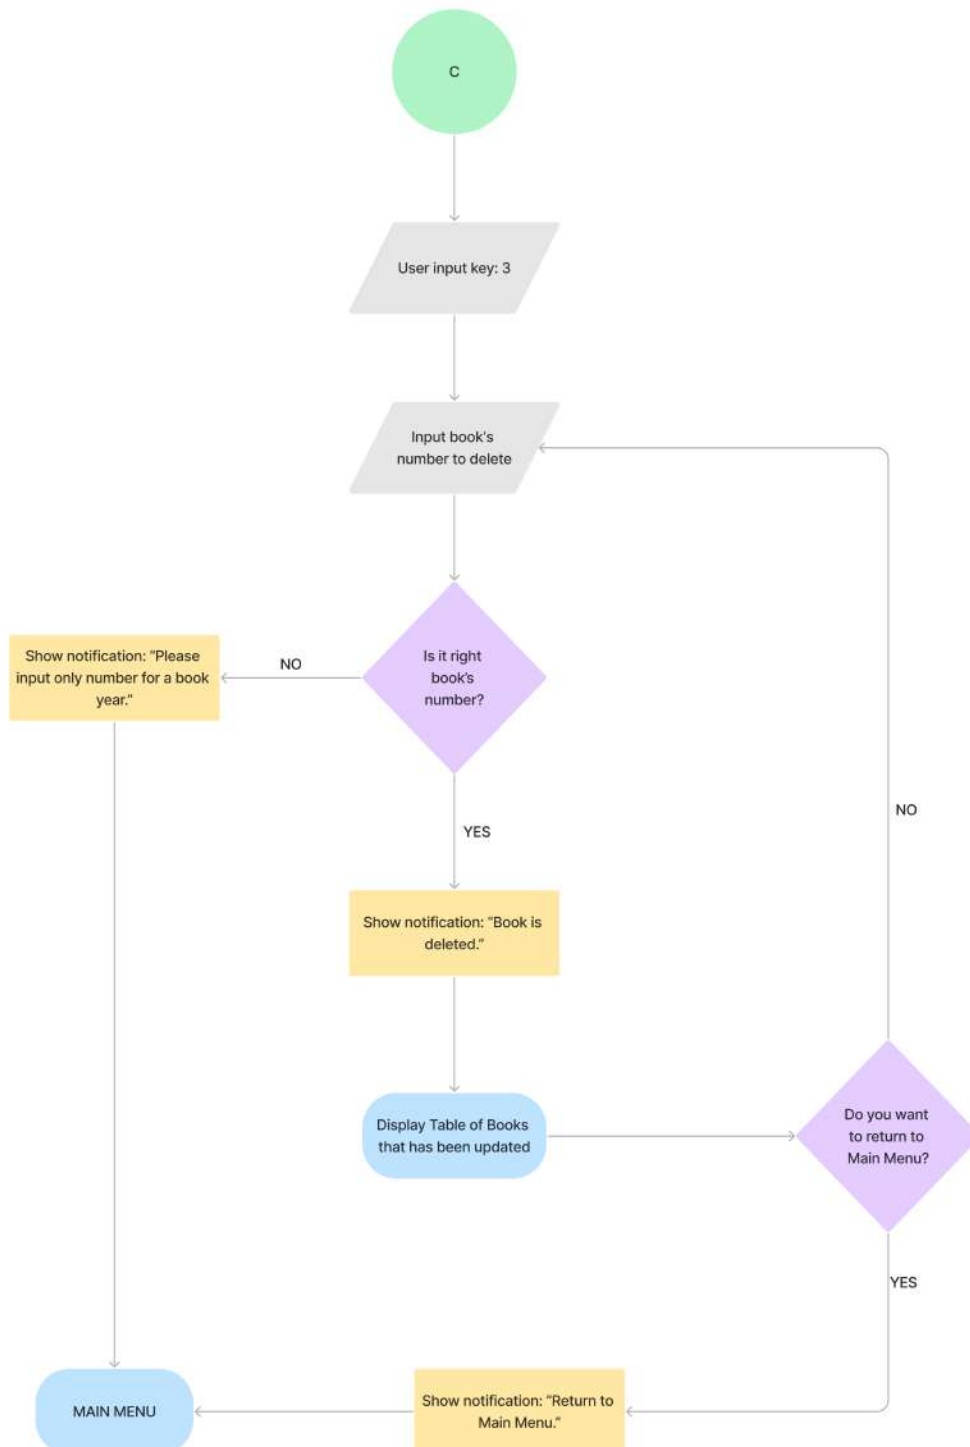 C
User input key: 3
Input book's
number to delete
Is it right
book's
number?
NO
Show notification: "Please
input only number for a book
year."
YES
Show notification: "Book is
deleted."
Display Table of Books
that has been updated
Do you want
to return to
Main Menu?
NO
YES
Show notification: "Return to
Main Menu."
MAIN MENU